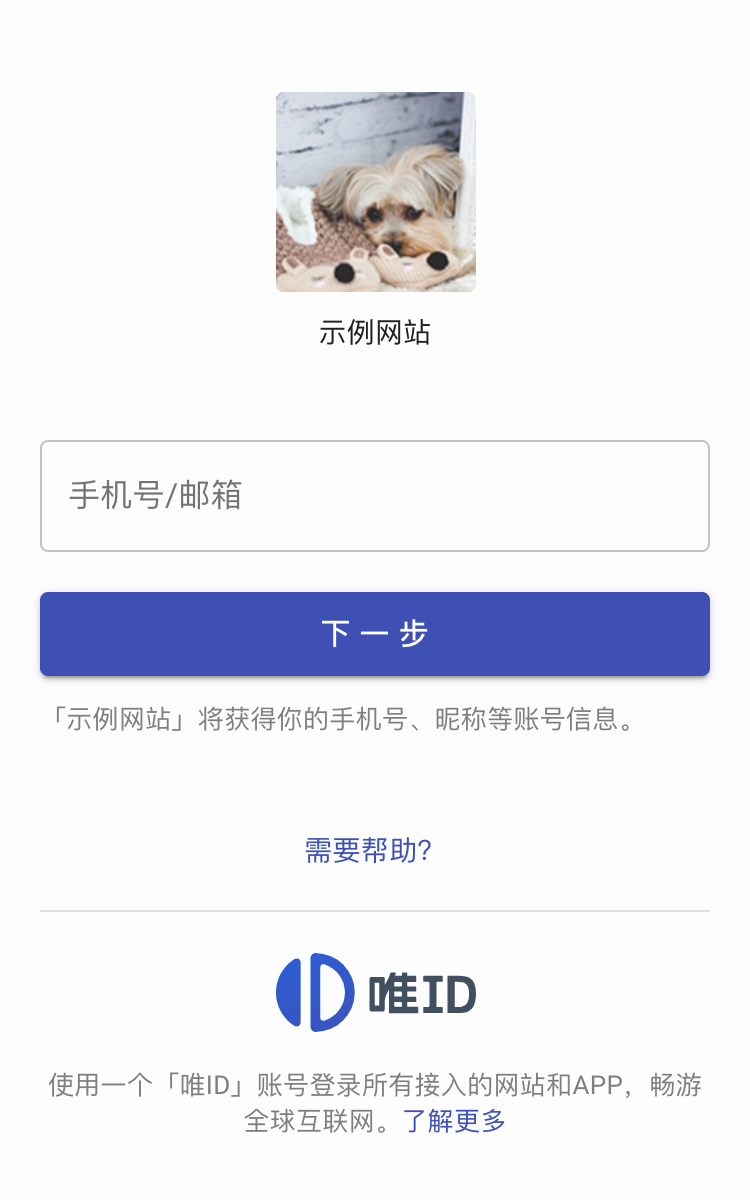 示例网站
手机号/邮箱
下一步
「示例网站」将获得你的手机号、昵称等账号信息。
需要帮助?
唯ID
使用一个「唯ID」账号登录所有接入的网站和APP，畅游
全球互联网。了解更多